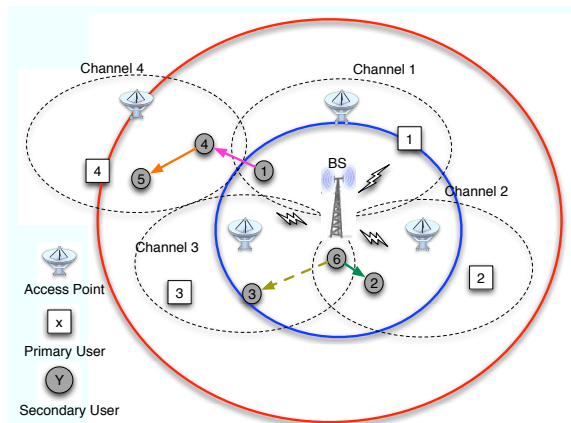 Channel 4
Channel 1
1
4
BS
4
1
5
Channel 2
Channel 3
6
2
3
2
3
Access Point
x
Primary User
Y
Secondary User